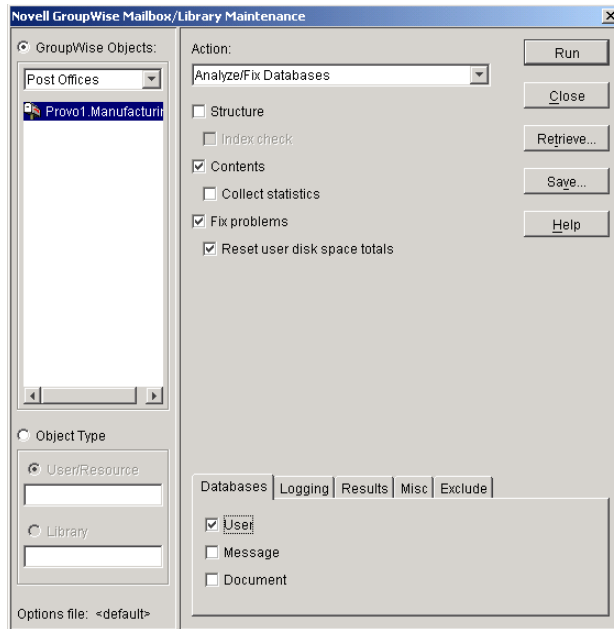 Novell GroupWise Mailbox/Library Maintenance
GroupWise Objects:
Post Offices
Provo1.Manufacturin
Object Type
User/Resource
Library
Options file: <default>
Action:
Analyze/Fix Databases
Structure
Index check
Contents
Collect statistics
Fix problems
Reset user disk space totals
Run
Close
Retrieve...
Save...
Help
Databases Logging Results Misc Exclude
User
Message
Document